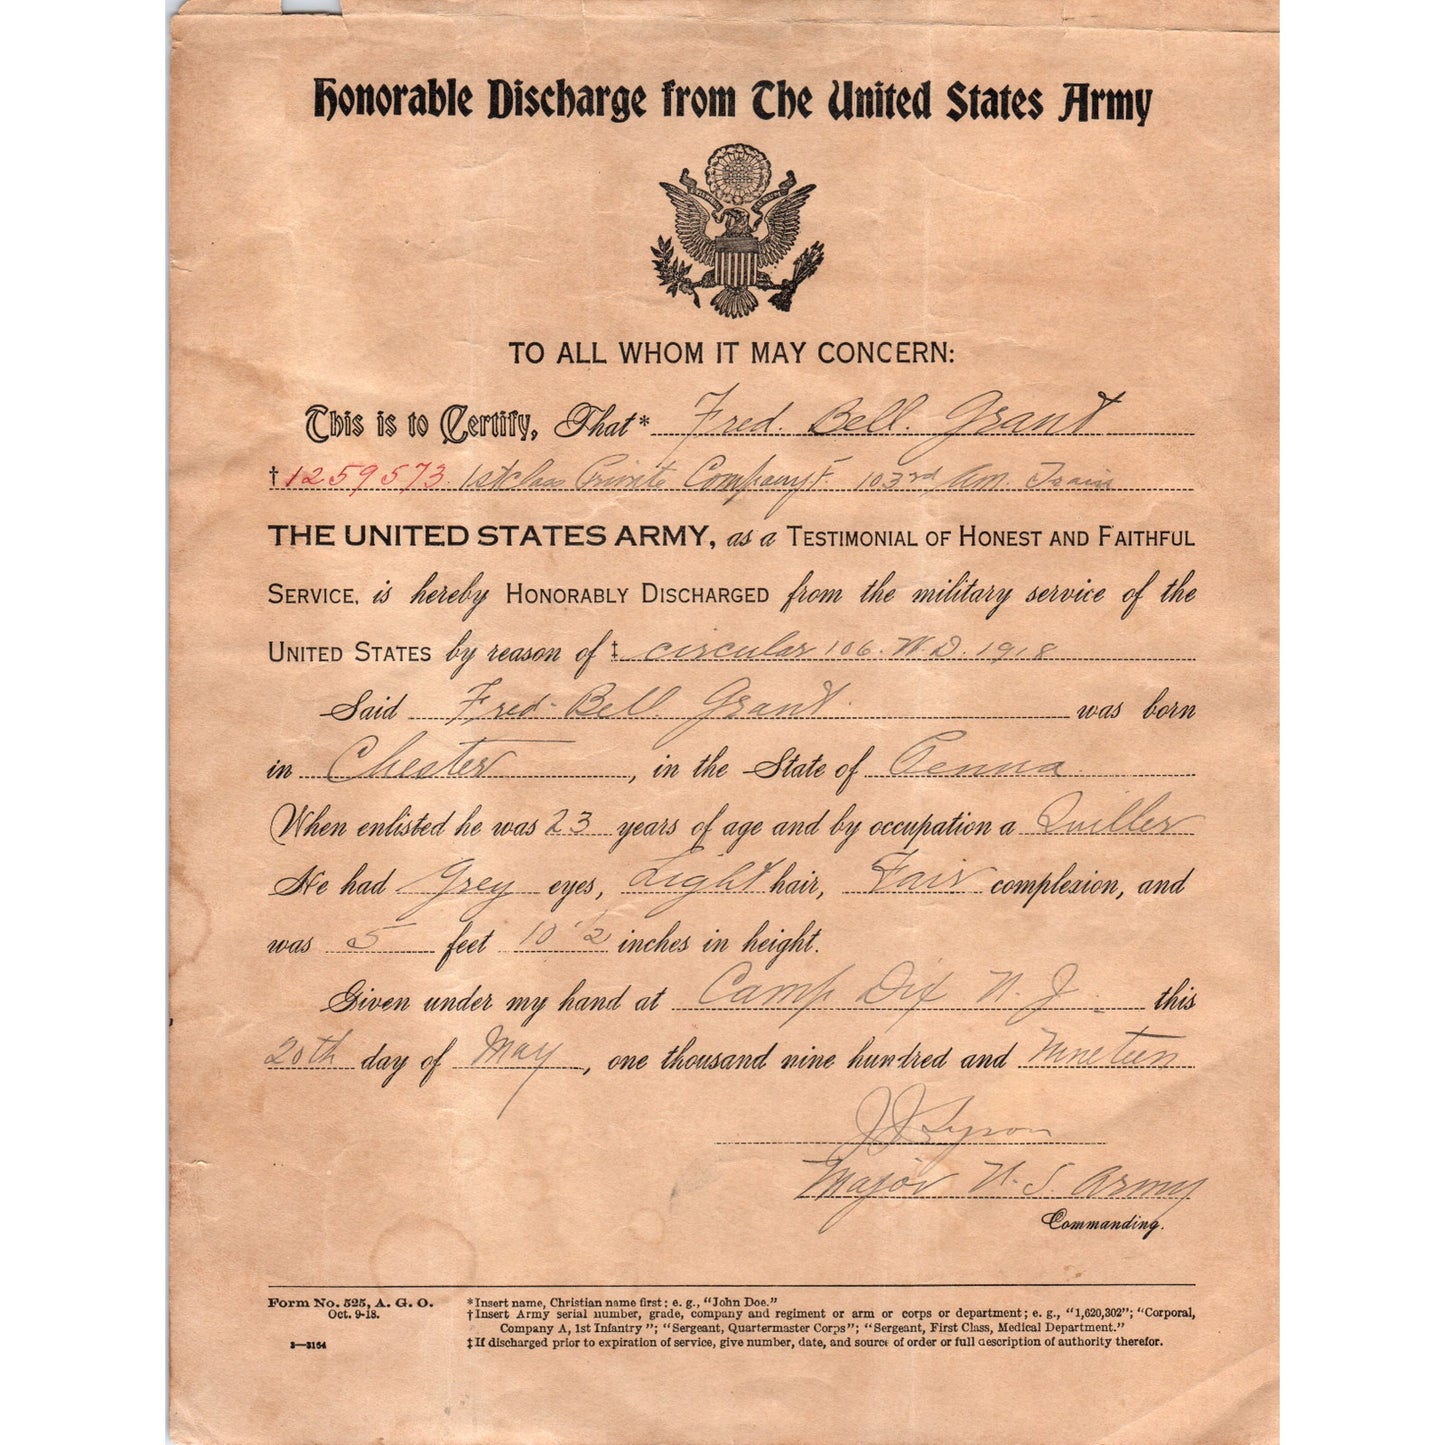 Honorable Discharge from The United States Army
TO ALL WHOM IT MAY CONCERN:
This is to Certify, That* Fred. Bell. Grant
†1259573. 1st class Private Company F. 103rd Am. Train
THE UNITED STATES ARMY, as a TESTIMONIAL OF HONEST AND FAITHFUL
SERVICE, is hereby HONORABLY DISCHARGED from the military service of the
UNITED STATES by reason of ‡ circular 106. W.D. 1918
Said Fred. Bell. Grant. was born
in Chester, in the State of Penna
When enlisted he was 23 years of age and by occupation a
He had Grey eyes, Light hair, Fair complexion, and
was 5 feet 10 1/2 inches in height.
Given under my hand at Camp Dix N.J. this
20th day of May, one thousand nine hundred and nineteen
Major U.S. Army
Commanding.
Form No. 525, A. G. O.
Oct. 9-18.
3—3164
*Insert name, Christian name first; e. g., "John Doe."
†Insert Army serial number, grade, company and regiment or arm or corps or department; e. g., "1,620,302"; "Corporal,
Company A, 1st Infantry"; "Sergeant, Quartermaster Corps"; "Sergeant, First Class, Medical Department."
‡If discharged prior to expiration of service, give number, date, and source of order or full description of authority therefor.